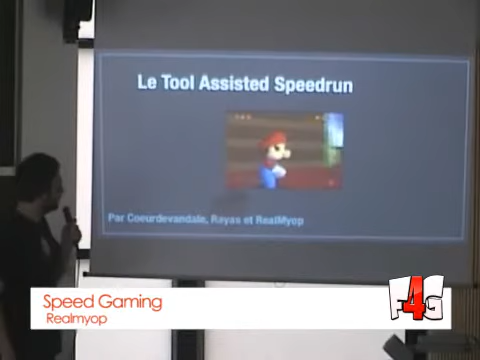 Le Tool Assisted Speedrun
Par Coeurdevandale, Rayas et RealMyop
Speed Gaming
Realmyop
F4G